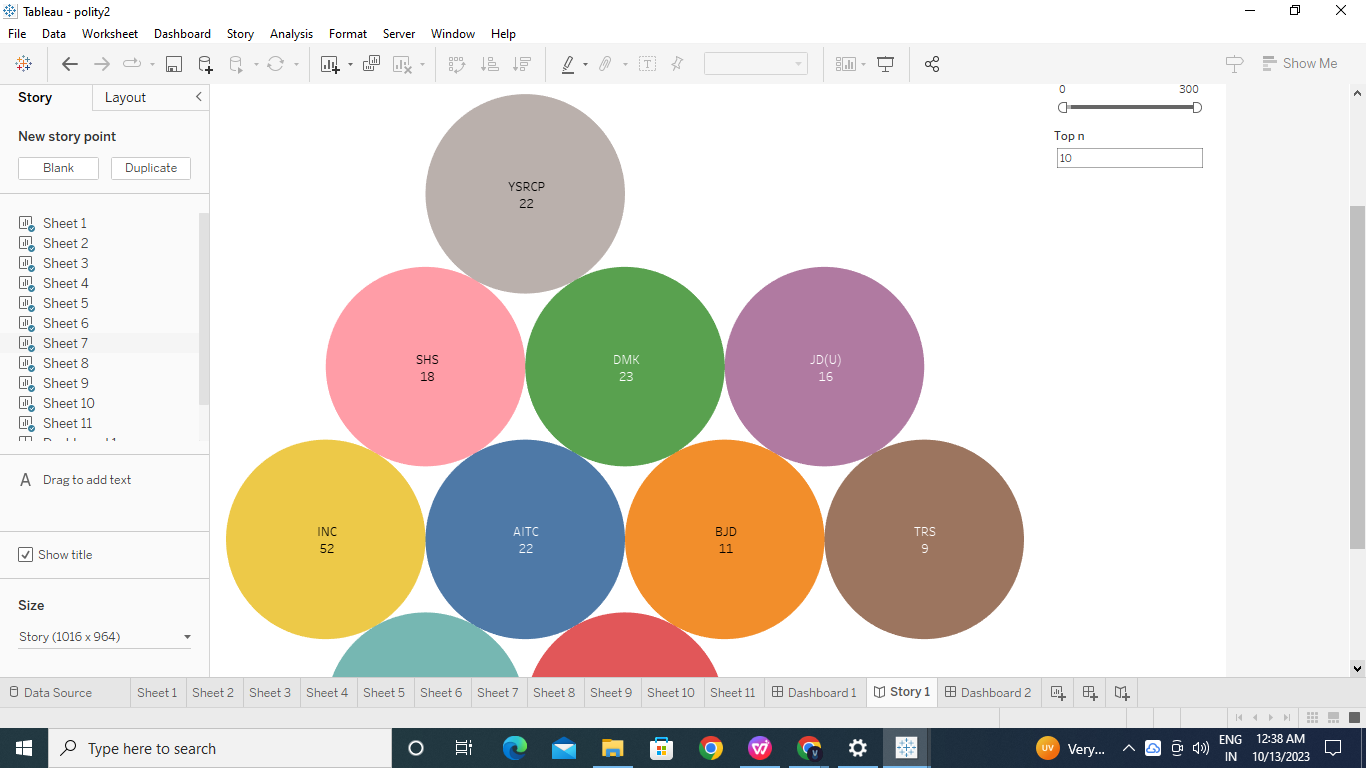 Tableau - polity2
File Data Worksheet Dashboard Story Analysis Format Server Window Help
Show Me
Story Layout
New story point
Blank Duplicate
Sheet 1
Sheet 2
Sheet 3
Sheet 4
Sheet 5
Sheet 6
Sheet 7
Sheet 8
Sheet 9
Sheet 10
Sheet 11
A Drag to add text
Show title
Size
Story (1016 x 964)
0 300
Top n
10
YSRCP
22
SHS
18
DMK
23
JD(U)
16
INC
52
AITC
22
BJD
11
TRS
9
Data Source Sheet 1 Sheet 2 Sheet 3 Sheet 4 Sheet 5 Sheet 6 Sheet 7 Sheet 8 Sheet 9 Sheet 10 Sheet 11 Dashboard 1 Story 1 Dashboard 2
Type here to search
UV Very...
ENG
IN
12:38 AM
10/13/2023